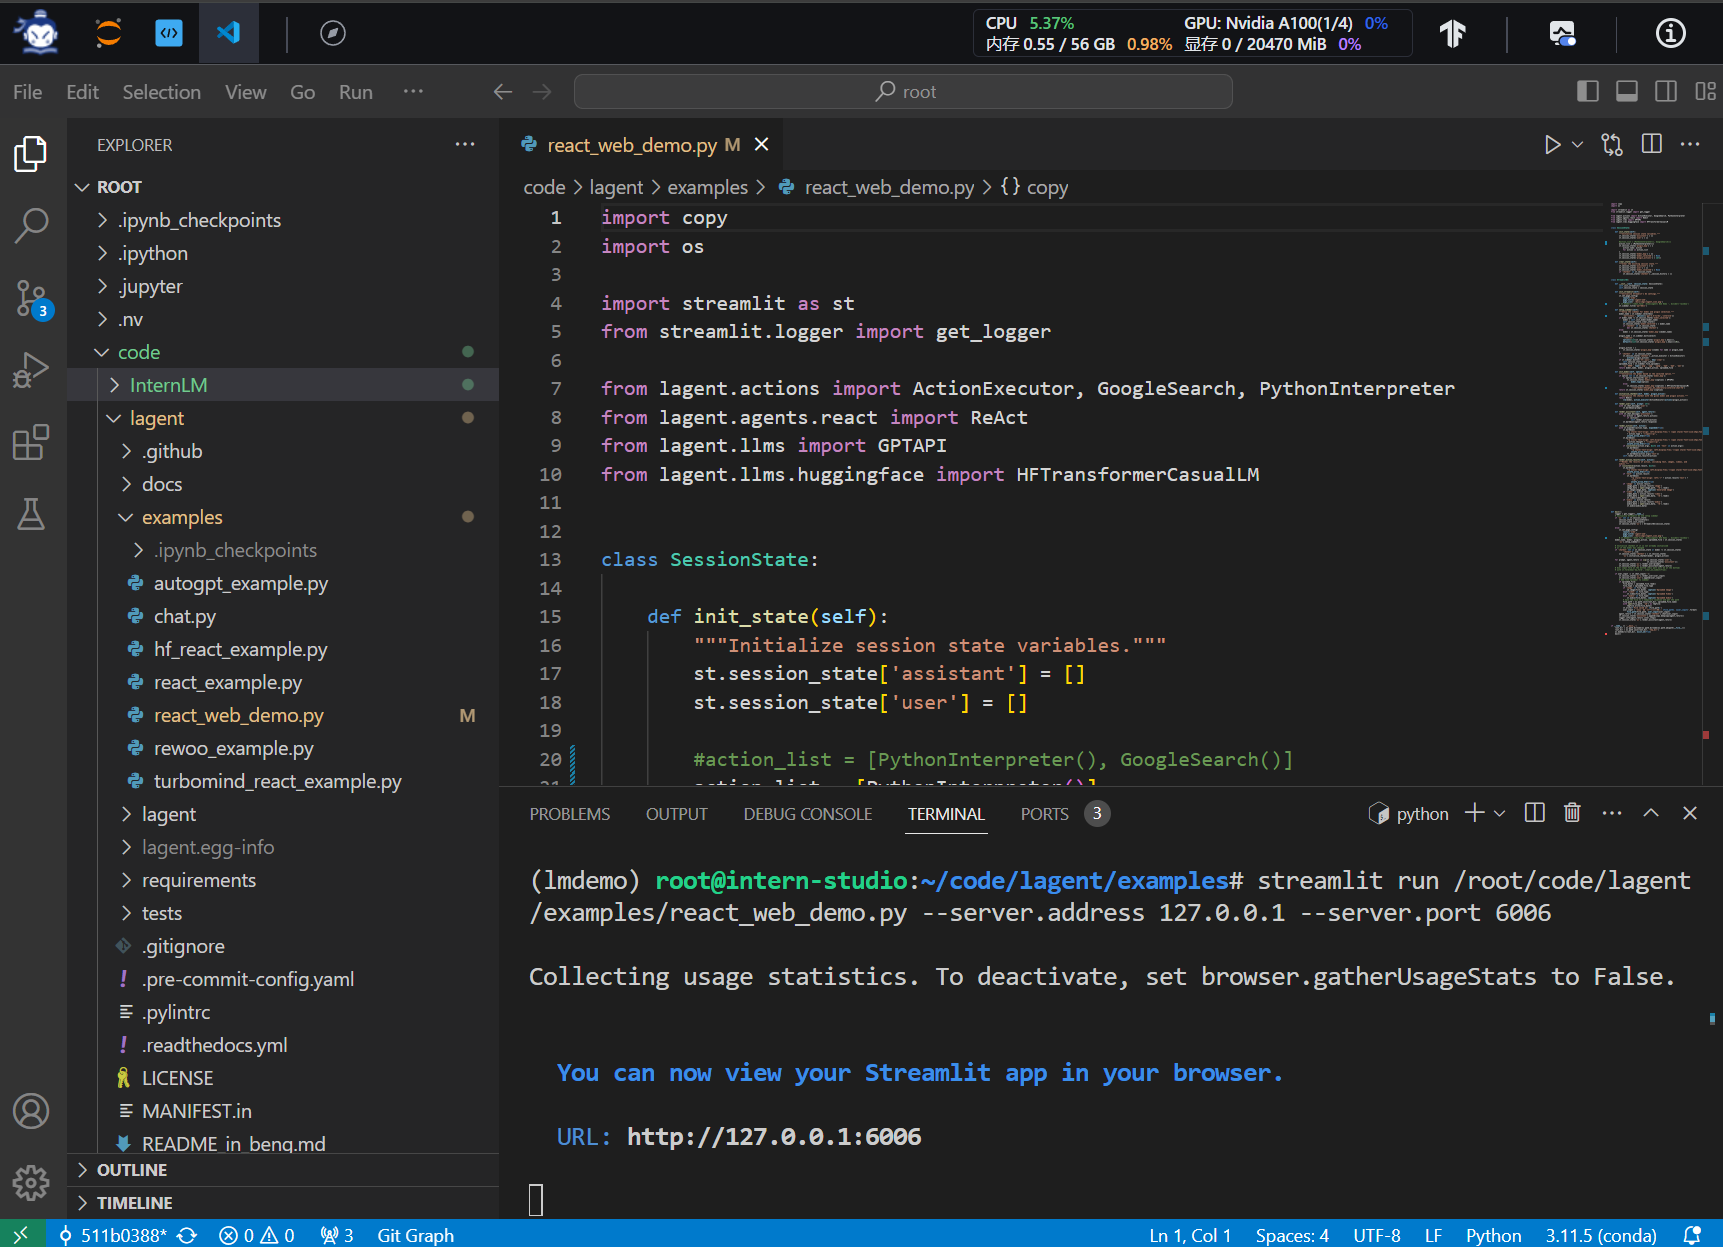 CPU 5.37% GPU: Nvidia A100(1/4) 0%
内存 0.55 / 56 GB 0.98% 显存 0 / 20470 MiB 0%
File Edit Selection View Go Run ··· root
EXPLORER
ROOT
.ipynb_checkpoints
.ipython
.jupyter
.nv
code
InternLM
lagent
.github
docs
examples
.ipynb_checkpoints
autogpt_example.py
chat.py
hf_react_example.py
react_example.py
react_web_demo.py M
rewoo_example.py
turbomind_react_example.py
lagent
lagent.egg-info
requirements
tests
.gitignore
.pre-commit-config.yaml
.pylintrc
.readthedocs.yml
LICENSE
MANIFEST.in
README_in_beng.md
OUTLINE
TIMELINE
3
react_web_demo.py M
code > lagent > examples > react_web_demo.py > {} copy
1 import copy
2 import os
3
4 import streamlit as st
5 from streamlit.logger import get_logger
6
7 from lagent.actions import ActionExecutor, GoogleSearch, PythonInterpreter
8 from lagent.agents.react import ReAct
9 from lagent.llms import GPTAPI
10 from lagent.llms.huggingface import HFTransformerCasualLM
11
12
13 class SessionState:
14
15 def init_state(self):
16 """Initialize session state variables."""
17 st.session_state['assistant'] = []
18 st.session_state['user'] = []
19
20 #action_list = [PythonInterpreter(), GoogleSearch()]
21 action_list = [PythonInterpreter()]
PROBLEMS OUTPUT DEBUG CONSOLE TERMINAL PORTS 3 python
(lmdemo) root@intern-studio:~/code/lagent/examples# streamlit run /root/code/lagent
/examples/react_web_demo.py --server.address 127.0.0.1 --server.port 6006
Collecting usage statistics. To deactivate, set browser.gatherUsageStats to False.
You can now view your Streamlit app in your browser.
URL: http://127.0.0.1:6006
511b0388* 0 0 3 Git Graph Ln 1, Col 1 Spaces: 4 UTF-8 LF Python 3.11.5 (conda)